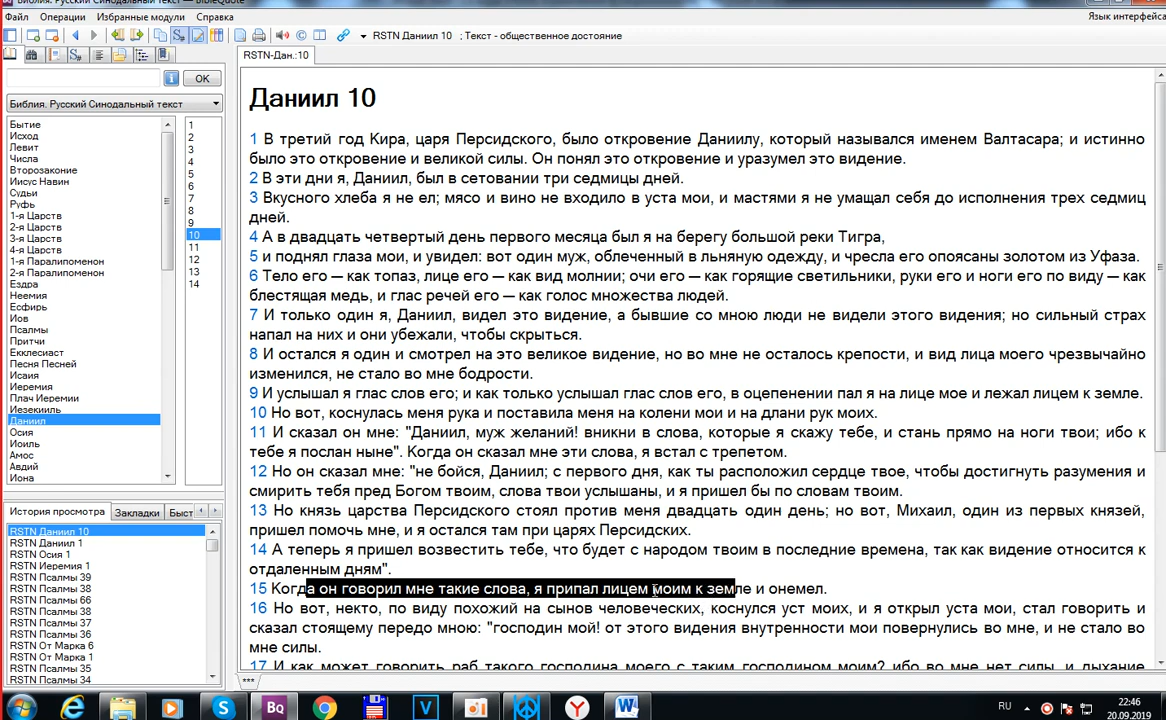 Библия. Русский Синодальный текст — BibleQuote
Файл Операции Избранные модули Справка Язык интерфейса
RSTN Даниил 10 ; Текст - общественное достояние
RSTN-Дан.:10
OK
Библия. Русский Синодальный текст
Бытие
Исход
Левит
Числа
Второзаконие
Иисус Навин
Судьи
Руфь
1-я Царств
2-я Царств
3-я Царств
4-я Царств
1-я Паралипоменон
2-я Паралипоменон
Ездра
Неемия
Есфирь
Иов
Псалмы
Притчи
Екклесиаст
Песня Песней
Исаия
Иеремия
Плач Иеремии
Иезекииль
Даниил
Осия
Иоиль
Амос
Авдий
Иона
1
2
3
4
5
6
7
8
9
10
11
12
13
14
История просмотра Закладки Быст
RSTN Даниил 10
RSTN Даниил 1
RSTN Осия 1
RSTN Иеремия 1
RSTN Псалмы 39
RSTN Псалмы 38
RSTN Псалмы 38
RSTN Псалмы 37
RSTN Псалмы 36
RSTN От Марка 6
RSTN От Марка 1
RSTN Псалмы 35
RSTN Псалмы 34
Даниил 10
1 В третий год Кира, царя Персидского, было откровение Даниилу, который назывался именем Валтасара; и истинно
было это откровение и великой силы. Он понял это откровение и уразумел это видение.
2 В эти дни я, Даниил, был в сетовании три седмицы дней.
3 Вкусного хлеба я не ел; мясо и вино не входило в уста мои, и мастями я не умащал себя до исполнения трех седмиц
дней.
4 А в двадцать четвертый день первого месяца был я на берегу большой реки Тигра,
5 и поднял глаза мои, и увидел: вот один муж, облеченный в льняную одежду, и чресла его опоясаны золотом из Уфаза.
6 Тело его — как топаз, лице его — как вид молнии; очи его — как горящие светильники, руки его и ноги его по виду — как
блестящая медь, и глас речей его — как голос множества людей.
7 И только один я, Даниил, видел это видение, а бывшие со мною люди не видели этого видения; но сильный страх
напал на них и они убежали, чтобы скрыться.
8 И остался я один и смотрел на это великое видение, но во мне не осталось крепости, и вид лица моего чрезвычайно
изменился, не стало во мне бодрости.
9 И услышал я глас слов его; и как только услышал глас слов его, в оцепенении пал я на лице мое и лежал лицем к земле.
10 Но вот, коснулась меня рука и поставила меня на колени мои и на длани рук моих.
11 И сказал он мне: "Даниил, муж желаний! вникни в слова, которые я скажу тебе, и стань прямо на ноги твои; ибо к
тебе я послан ныне". Когда он сказал мне эти слова, я встал с трепетом.
12 Но он сказал мне: "не бойся, Даниил; с первого дня, как ты расположил сердце твое, чтобы достигнуть разумения и
смирить тебя пред Богом твоим, слова твои услышаны, и я пришел бы по словам твоим.
13 Но князь царства Персидского стоял против меня двадцать один день; но вот, Михаил, один из первых князей,
пришел помочь мне, и я остался там при царях Персидских.
14 А теперь я пришел возвестить тебе, что будет с народом твоим в последние времена, так как видение относится к
отдаленным дням".
15 Когда он говорил мне такие слова, я припал лицем моим к земле и онемел.
16 Но вот, некто, по виду похожий на сынов человеческих, коснулся уст моих, и я открыл уста мои, стал говорить и
сказал стоящему передо мною: "господин мой! от этого видения внутренности мои повернулись во мне, и не стало во
мне силы.
17 И как может говорить раб такого господина моего с таким господином моим? ибо во мне нет силы, и дыхание
***
RU
22:46
20.09.2019